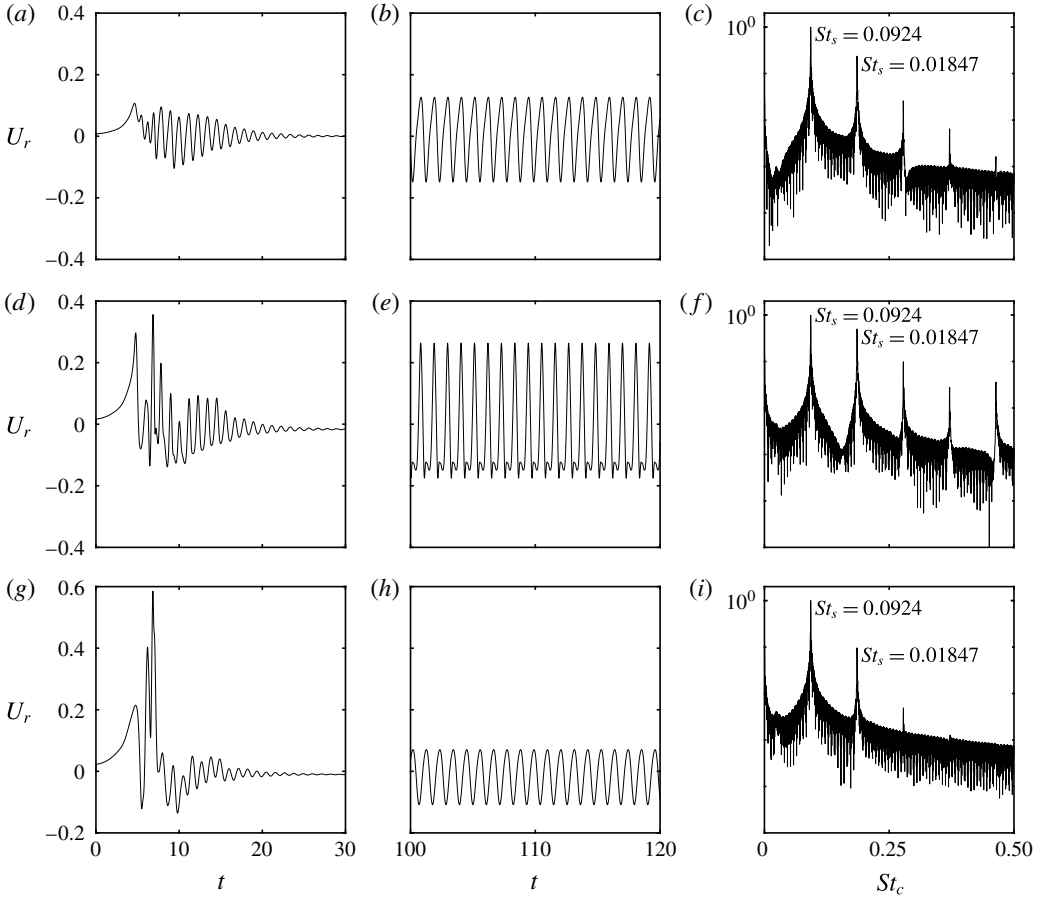 (a)
0.4
0.2
0
−0.2
−0.4
U_r
(b)
(c)
10^0
St_s = 0.0924
St_s = 0.01847
(d)
0.4
0.2
0
−0.2
−0.4
U_r
(e)
(f)
10^0
St_s = 0.0924
St_s = 0.01847
(g)
0.6
0.4
0.2
0
−0.2
U_r
0
10
20
30
t
(h)
100
110
120
t
(i)
10^0
St_s = 0.0924
St_s = 0.01847
0
0.25
0.50
St_c